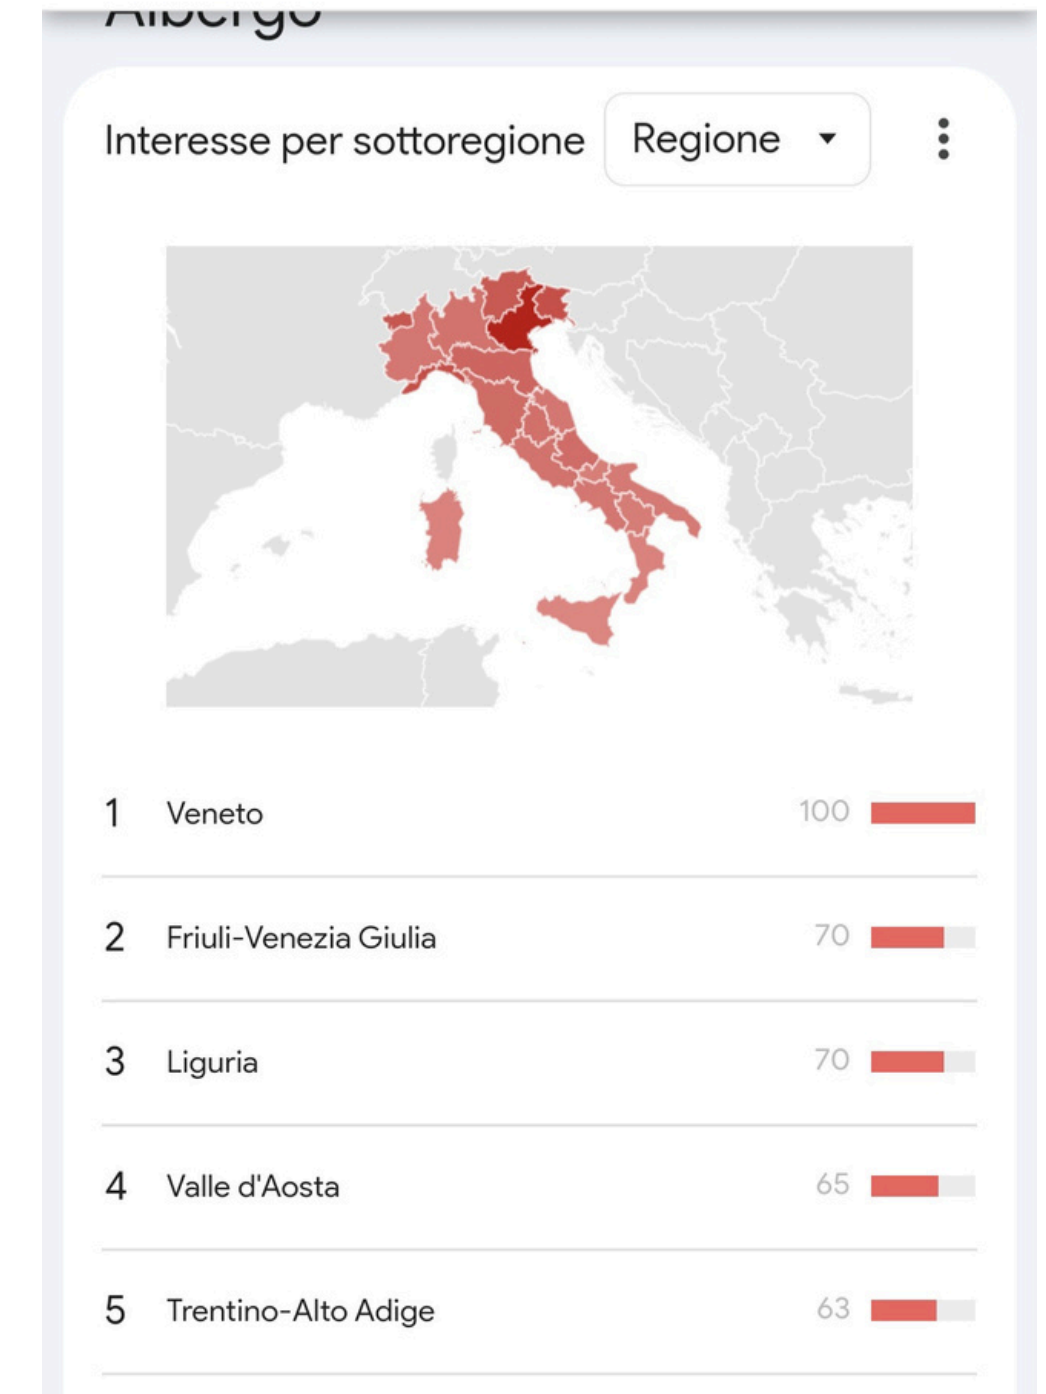 Albergo
Interesse per sottoregione Regione
1 Veneto 100
2 Friuli-Venezia Giulia 70
3 Liguria 70
4 Valle d'Aosta 65
5 Trentino-Alto Adige 63